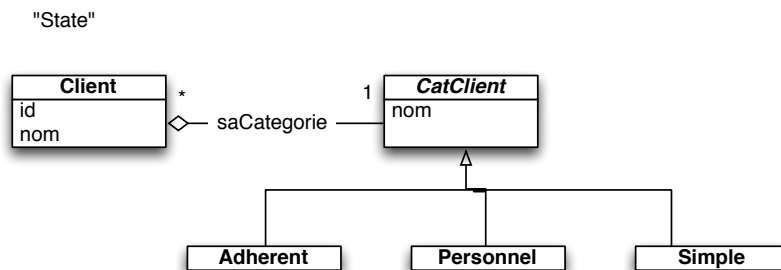 "State"
Client
CatClient
id
nom
*
saCategorie
1
nom
Adherent
Personnel
Simple